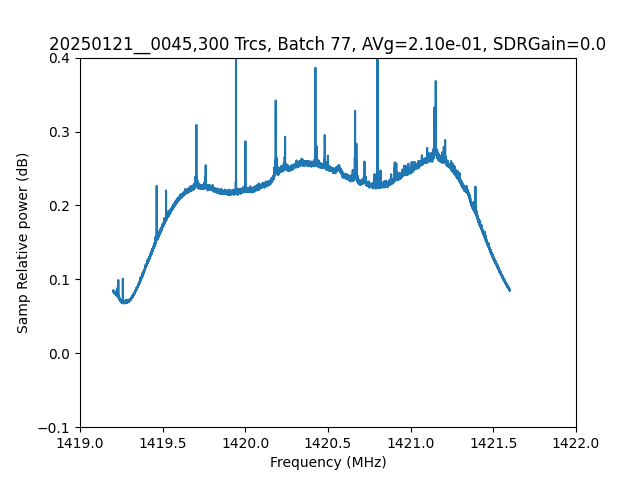 20250121__0045,300 Trcs, Batch 77, AVg=2.10e-01, SDRGain=0.0
0.4
0.3
0.2
0.1
0.0
−0.1
Samp Relative power (dB)
1419.0 1419.5 1420.0 1420.5 1421.0 1421.5 1422.0
Frequency (MHz)